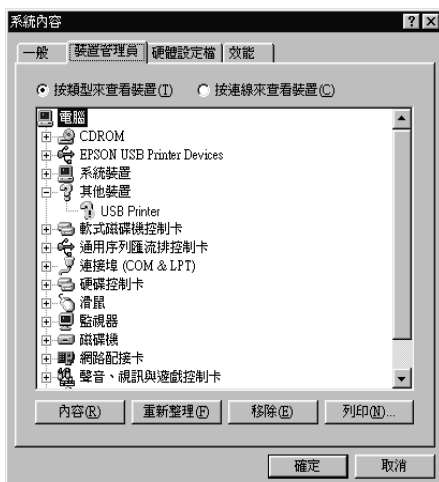 系統內容
一般 裝置管理員 硬體設定檔 效能
按類型來查看裝置(T) 按連線來查看裝置(C)
電腦
CDROM
EPSON USB Printer Devices
系統裝置
其他裝置
USB Printer
軟式磁碟機控制卡
通用序列匯流排控制卡
連接埠 (COM & LPT)
硬碟控制卡
滑鼠
監視器
磁碟機
網路配接卡
聲音、視訊與遊戲控制卡
內容(R) 重新整理(F) 移除(E) 列印(N)...
確定 取消